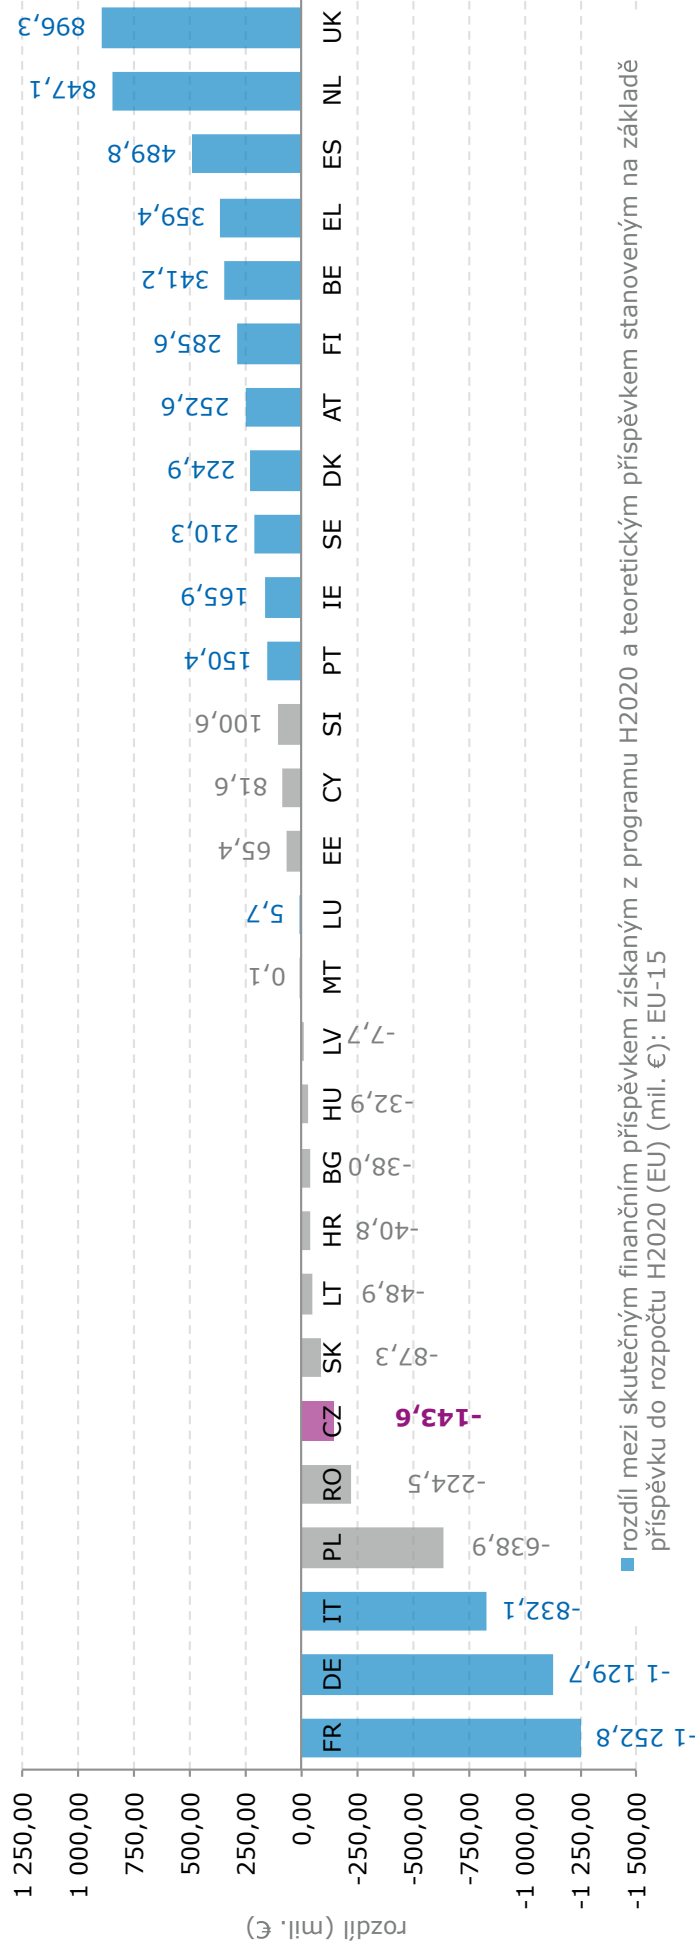 rozdíl (mil. €)
1 250,00
1 000,00
750,00
500,00
250,00
0,00
-250,00
-500,00
-750,00
-1 000,00
-1 250,00
-1 500,00
FR
DE
IT
PL
RO
CZ
SK
LT
HR
BG
HU
LV
MT
LU
EE
CY
SI
PT
IE
SE
DK
AT
FI
BE
EL
ES
NL
UK
-1 252,8
-1 129,7
-832,1
-638,9
-224,5
-143,6
-87,3
-48,9
-40,8
-38,0
-32,9
-7,7
0,1
5,7
65,4
81,6
100,6
150,4
165,9
210,3
224,9
252,6
285,6
341,2
359,4
489,8
847,1
896,3
rozdíl mezi skutečným finančním příspěvkem získaným z programu H2020 a teoretickým příspěvkem stanoveným na základě
příspěvku do rozpočtu H2020 (EU) (mil. €): EU-15